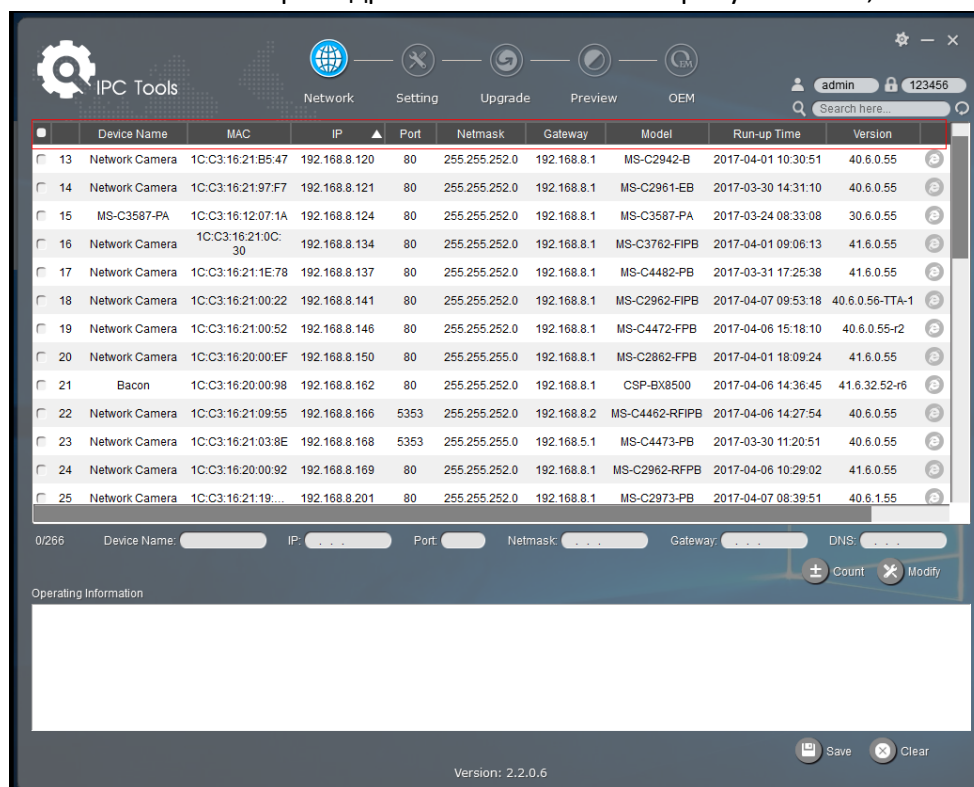 IPC Tools
Network Setting Upgrade Preview OEM
admin 123456
Search here...
Device Name MAC IP Port Netmask Gateway Model Run-up Time Version
13 Network Camera 1C:C3:16:21:B5:47 192.168.8.120 80 255.255.252.0 192.168.8.1 MS-C2942-B 2017-04-01 10:30:51 40.6.0.55
14 Network Camera 1C:C3:16:21:97:F7 192.168.8.121 80 255.255.252.0 192.168.8.1 MS-C2961-EB 2017-03-30 14:31:10 40.6.0.55
15 MS-C3587-PA 1C:C3:16:12:07:1A 192.168.8.124 80 255.255.252.0 192.168.8.1 MS-C3587-PA 2017-03-24 08:33:08 30.6.0.55
16 Network Camera 1C:C3:16:21:0C:30 192.168.8.134 80 255.255.252.0 192.168.8.1 MS-C3762-FIPB 2017-04-01 09:06:13 41.6.0.55
17 Network Camera 1C:C3:16:21:1E:78 192.168.8.137 80 255.255.252.0 192.168.8.1 MS-C4482-PB 2017-03-31 17:25:38 41.6.0.55
18 Network Camera 1C:C3:16:21:00:22 192.168.8.141 80 255.255.252.0 192.168.8.1 MS-C2962-FIPB 2017-04-07 09:53:18 40.6.0.56-TTA-1
19 Network Camera 1C:C3:16:21:00:52 192.168.8.146 80 255.255.252.0 192.168.8.1 MS-C4472-FPB 2017-04-06 15:18:10 40.6.0.55-r2
20 Network Camera 1C:C3:16:20:00:EF 192.168.8.150 80 255.255.252.0 192.168.8.1 MS-C2862-FPB 2017-04-01 18:09:24 41.6.0.55
21 Bacon 1C:C3:16:20:00:98 192.168.8.162 80 255.255.252.0 192.168.8.1 CSP-BX8500 2017-04-06 14:36:45 41.6.32.52-r6
22 Network Camera 1C:C3:16:21:09:55 192.168.8.166 5353 255.255.252.0 192.168.8.2 MS-C4462-RFIPB 2017-04-06 14:27:54 40.6.0.55
23 Network Camera 1C:C3:16:21:03:8E 192.168.8.168 5353 255.255.255.0 192.168.5.1 MS-C4473-PB 2017-03-30 11:20:51 40.6.0.55
24 Network Camera 1C:C3:16:20:00:92 192.168.8.169 80 255.255.252.0 192.168.8.1 MS-C2962-RFPB 2017-04-06 10:29:02 41.6.0.55
25 Network Camera 1C:C3:16:21:19:... 192.168.8.201 80 255.255.252.0 192.168.8.1 MS-C2973-PB 2017-04-07 08:39:51 40.6.1.55
0/266 Device Name: IP: . . . Port: Netmask: . . . Gateway: . . . DNS: . . .
Count Modify
Operating Information
Save Clear
Version: 2.2.0.6